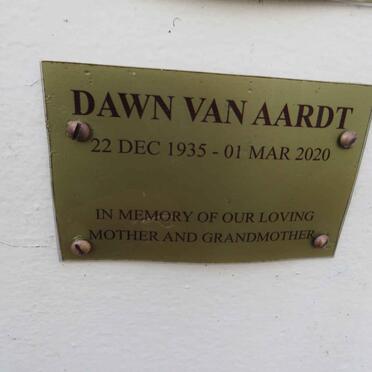 DAWN VAN AARDT
22 DEC 1935 - 01 MAR 2020
IN MEMORY OF OUR LOVING
MOTHER AND GRANDMOTHER